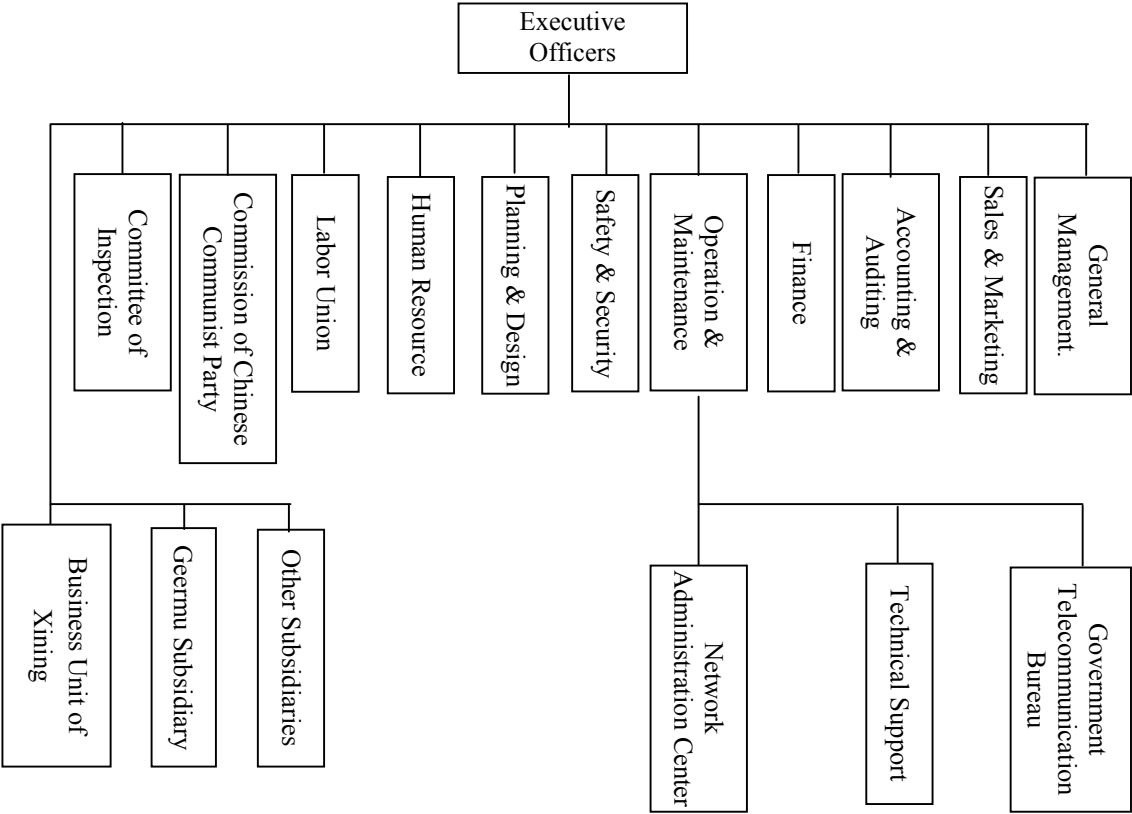 Executive
Officers
Committee of
Inspection
Commission of Chinese
Communist Party
Labor Union
Human Resource
Planning & Design
Safety & Security
Operation &
Maintenance
Finance
Accounting &
Auditing
Sales & Marketing
General
Management.
Business Unit of
Xining
Geermu Subsidiary
Other Subsidiaries
Network
Administration Center
Technical Support
Government
Telecommunication
Bureau